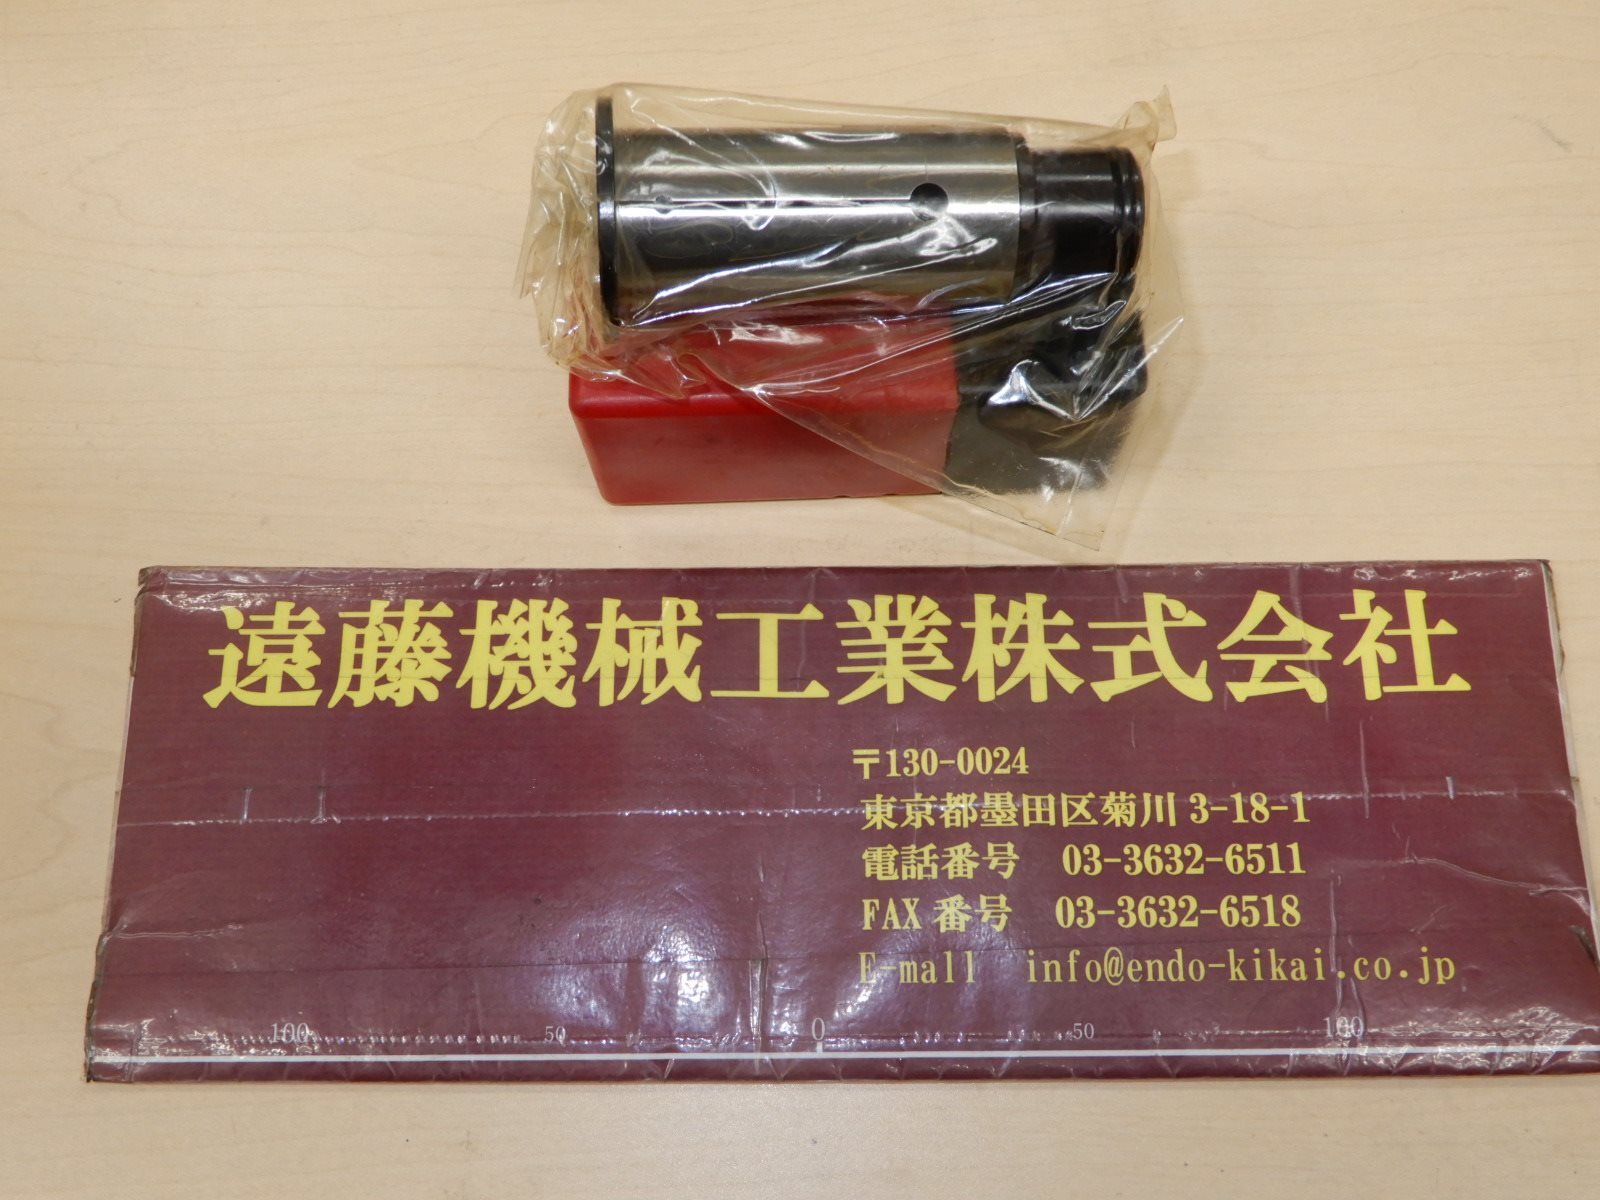 遠藤機械工業株式会社
〒130-0024
東京都墨田区菊川 3-18-1
電話番号 03-3632-6511
FAX 番号 03-3632-6518
E-mall info@endo-kikai.co.jp
100 50 0 50 100